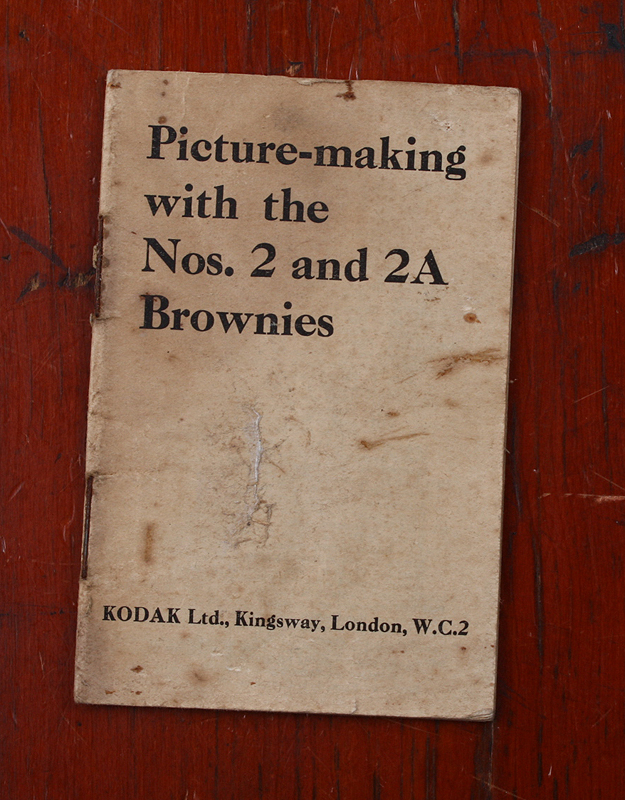 Picture-making
with the
Nos. 2 and 2A
Brownies
KODAK Ltd., Kingsway, London, W.C.2